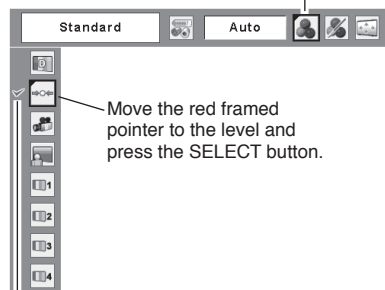 Standard
Auto
Move the red framed
pointer to the level and
press the SELECT button.
1
2
3
4